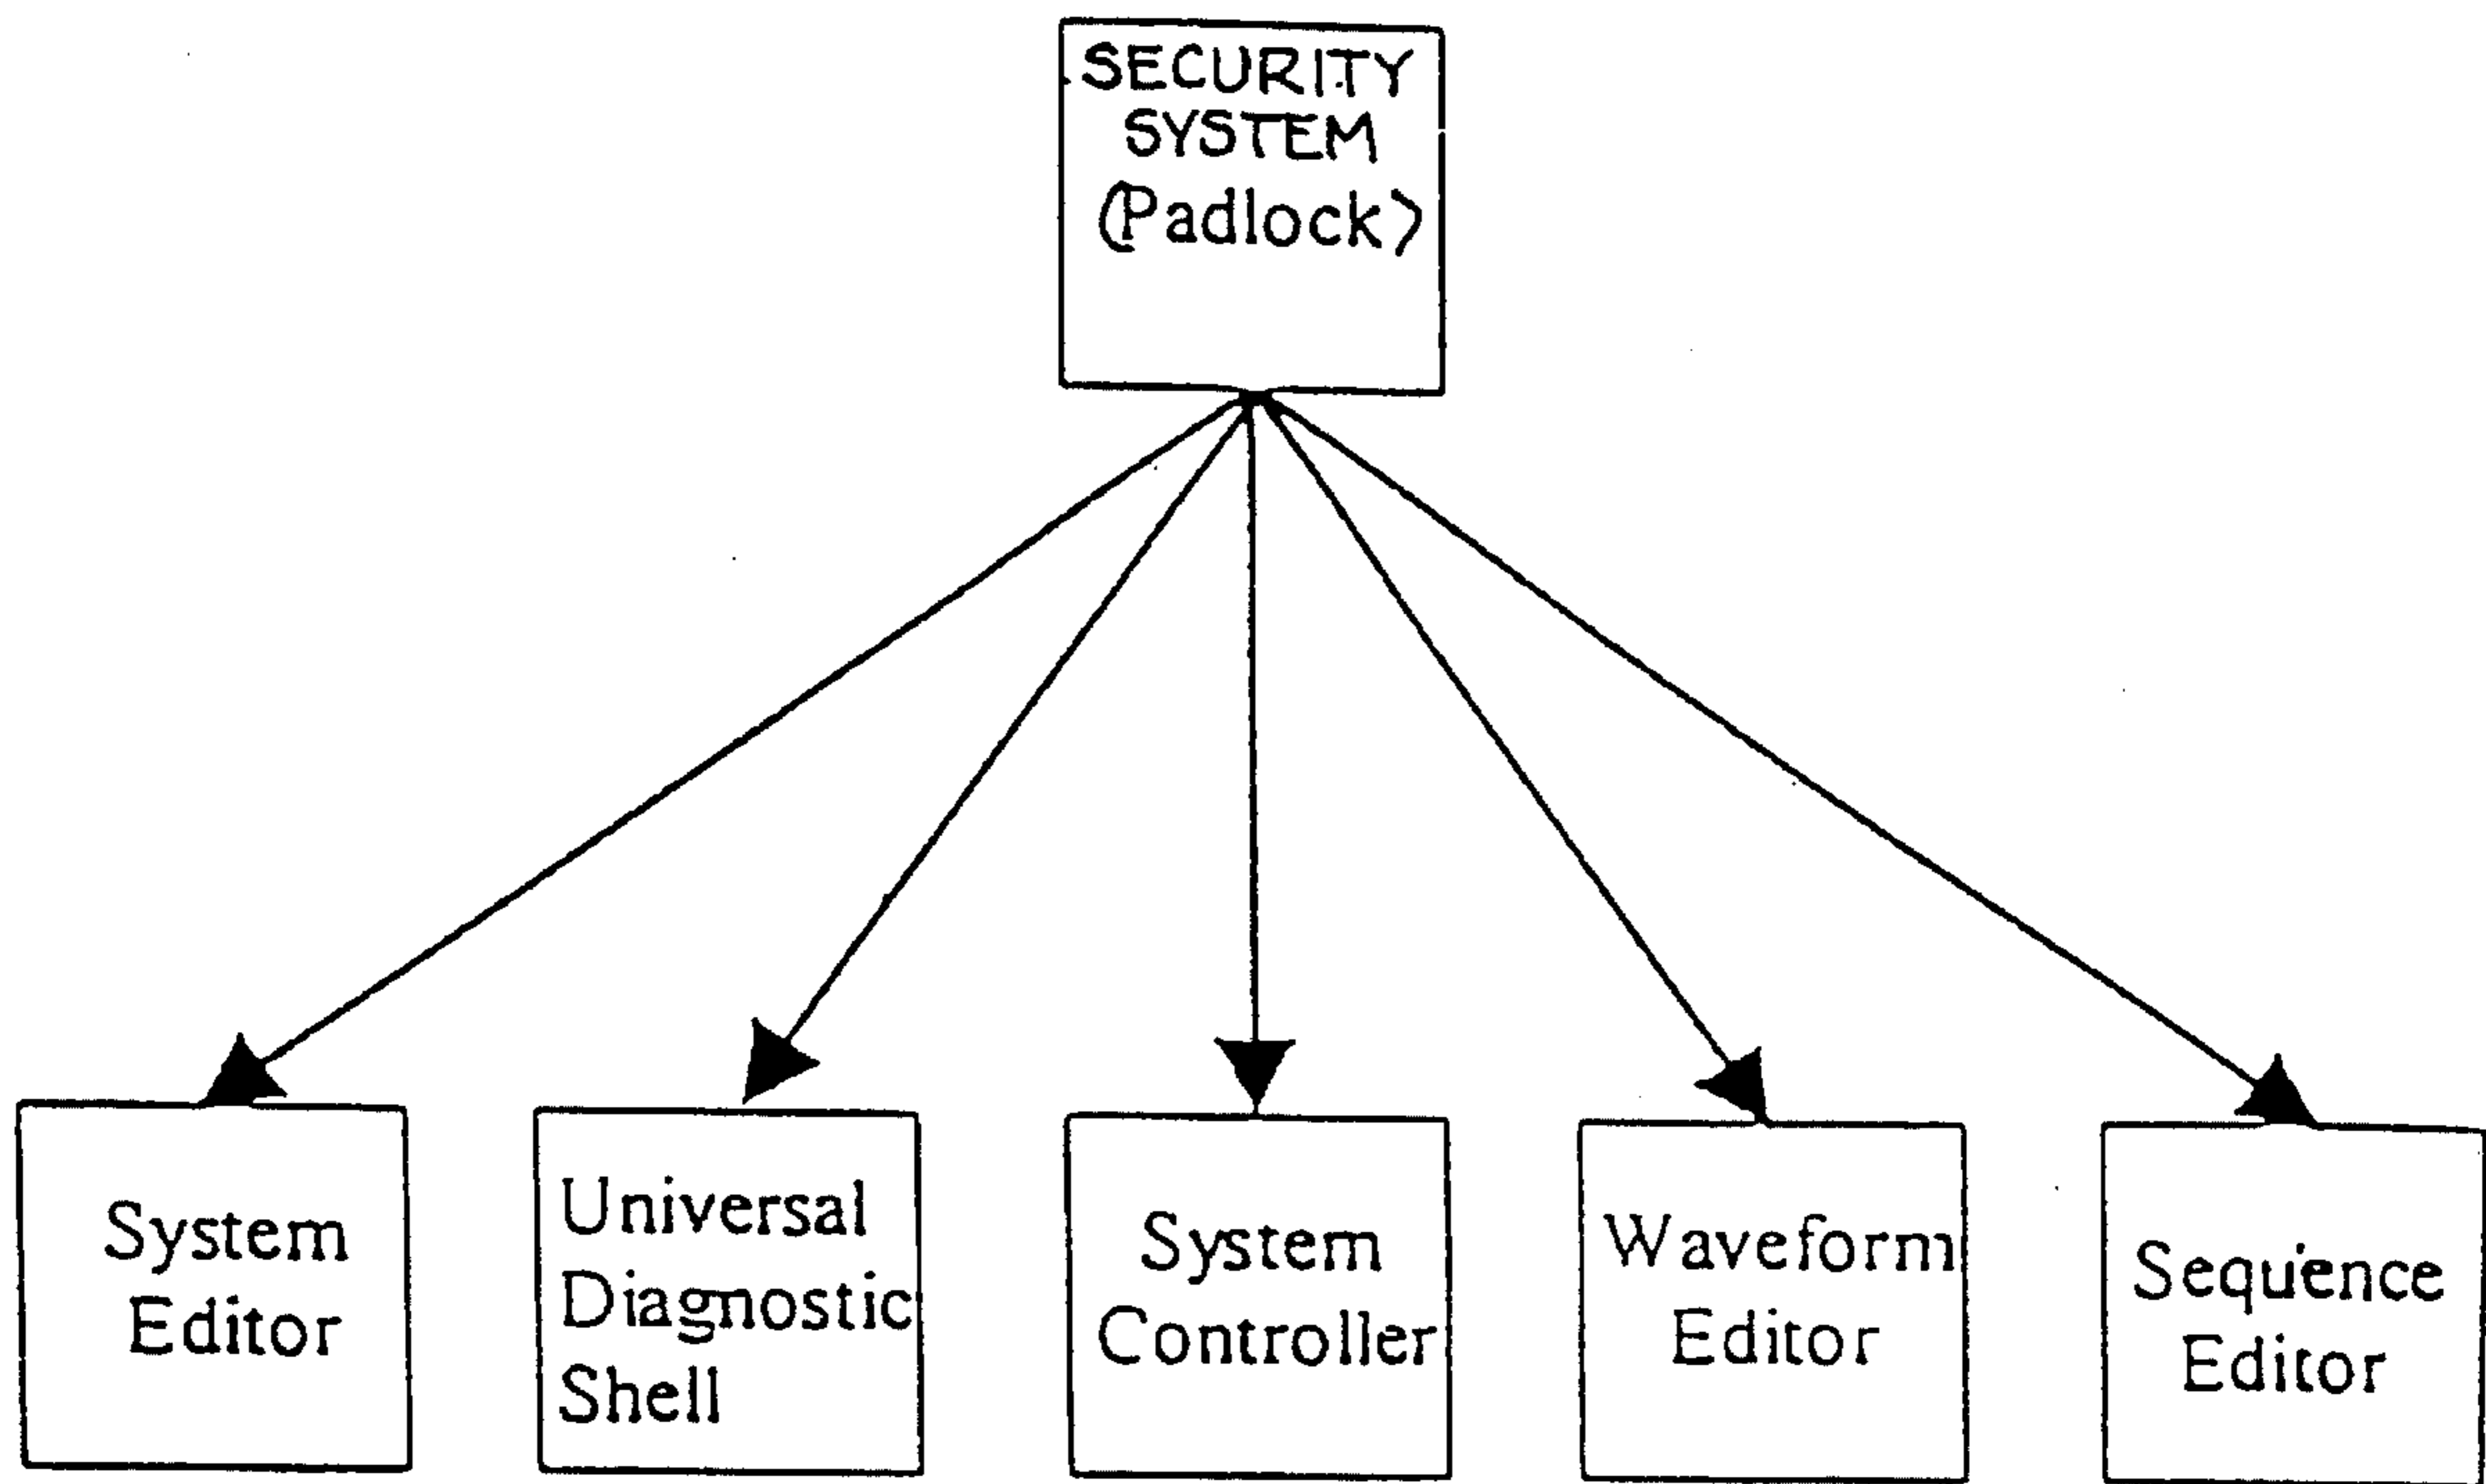 SECURITY
SYSTEM
(Padlock)
System
Editor
Universal
Diagnostic
Shell
System
Controller
Waveform
Editor
Sequence
Editor